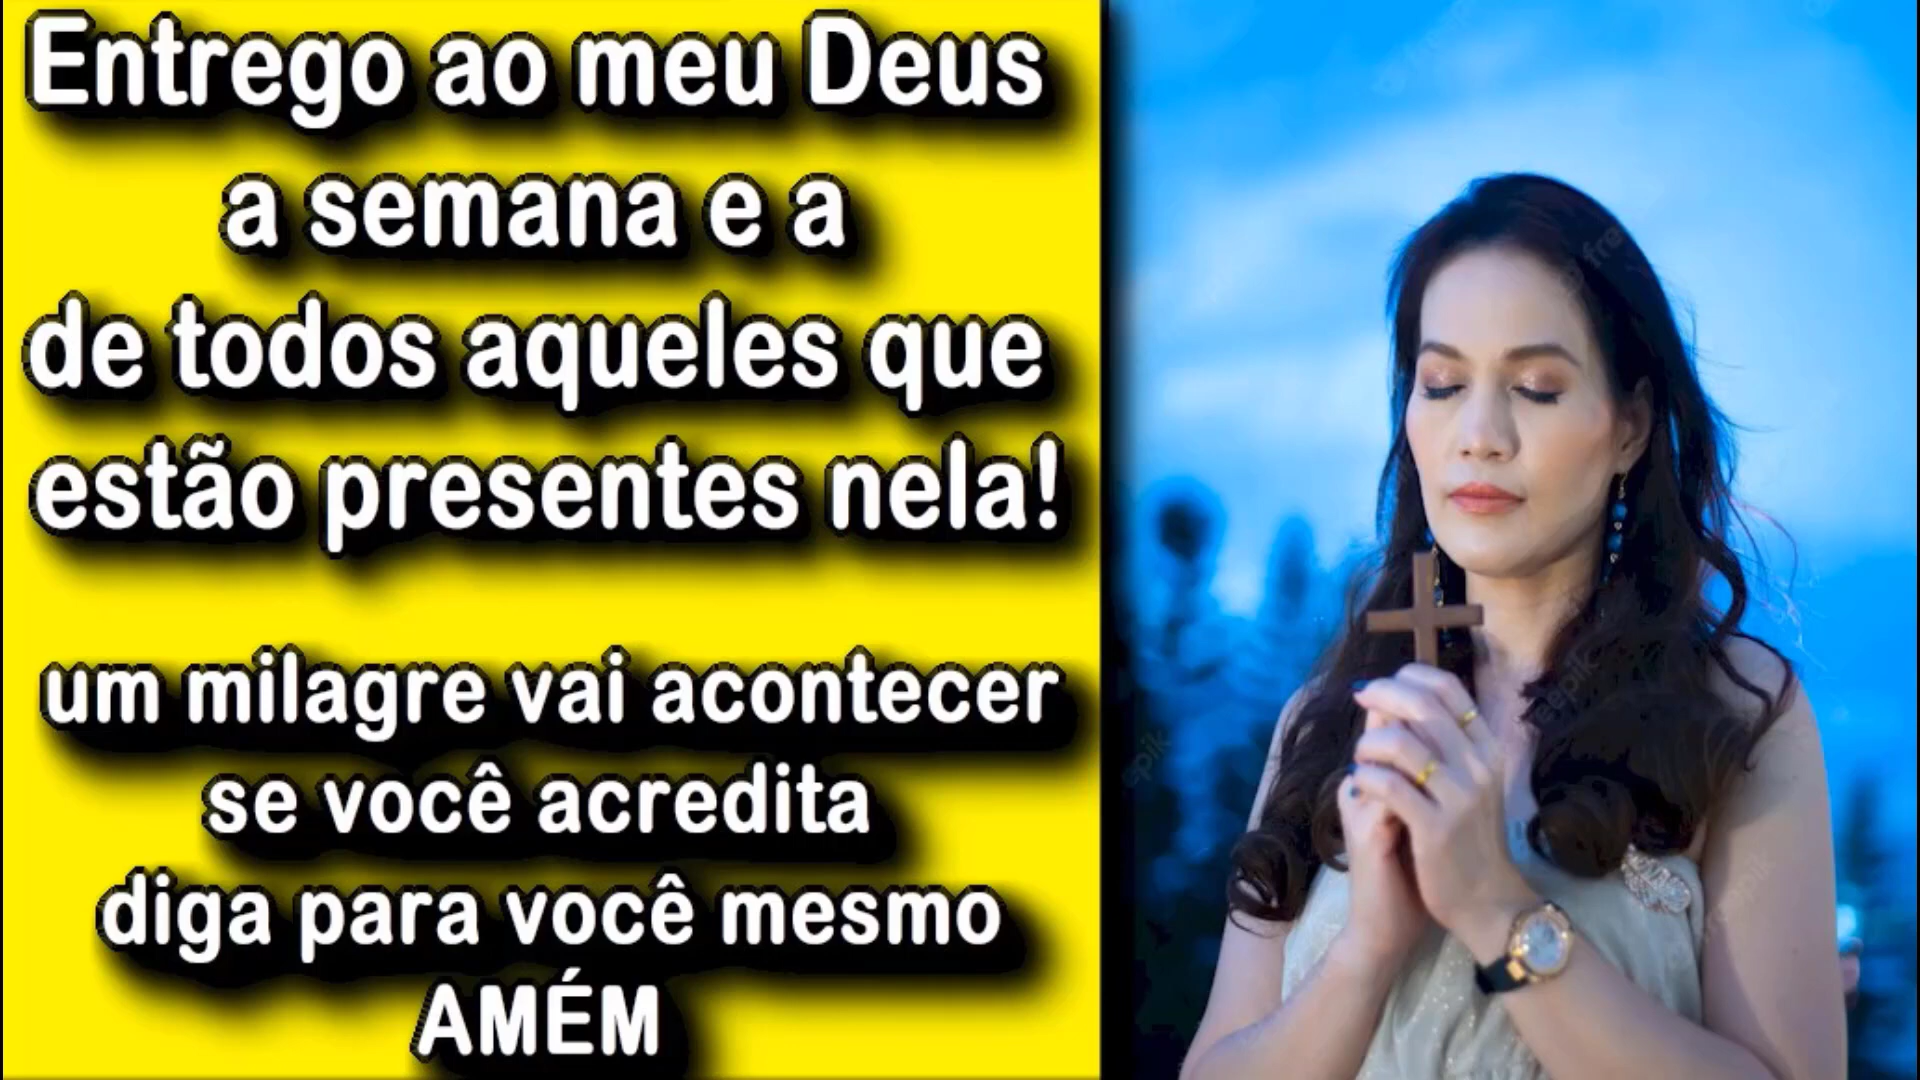 Entrego ao meu Deus
a semana e a
de todos aqueles que
estão presentes nela!
um milagre vai acontecer
se você acredita
diga para você mesmo
AMÉM